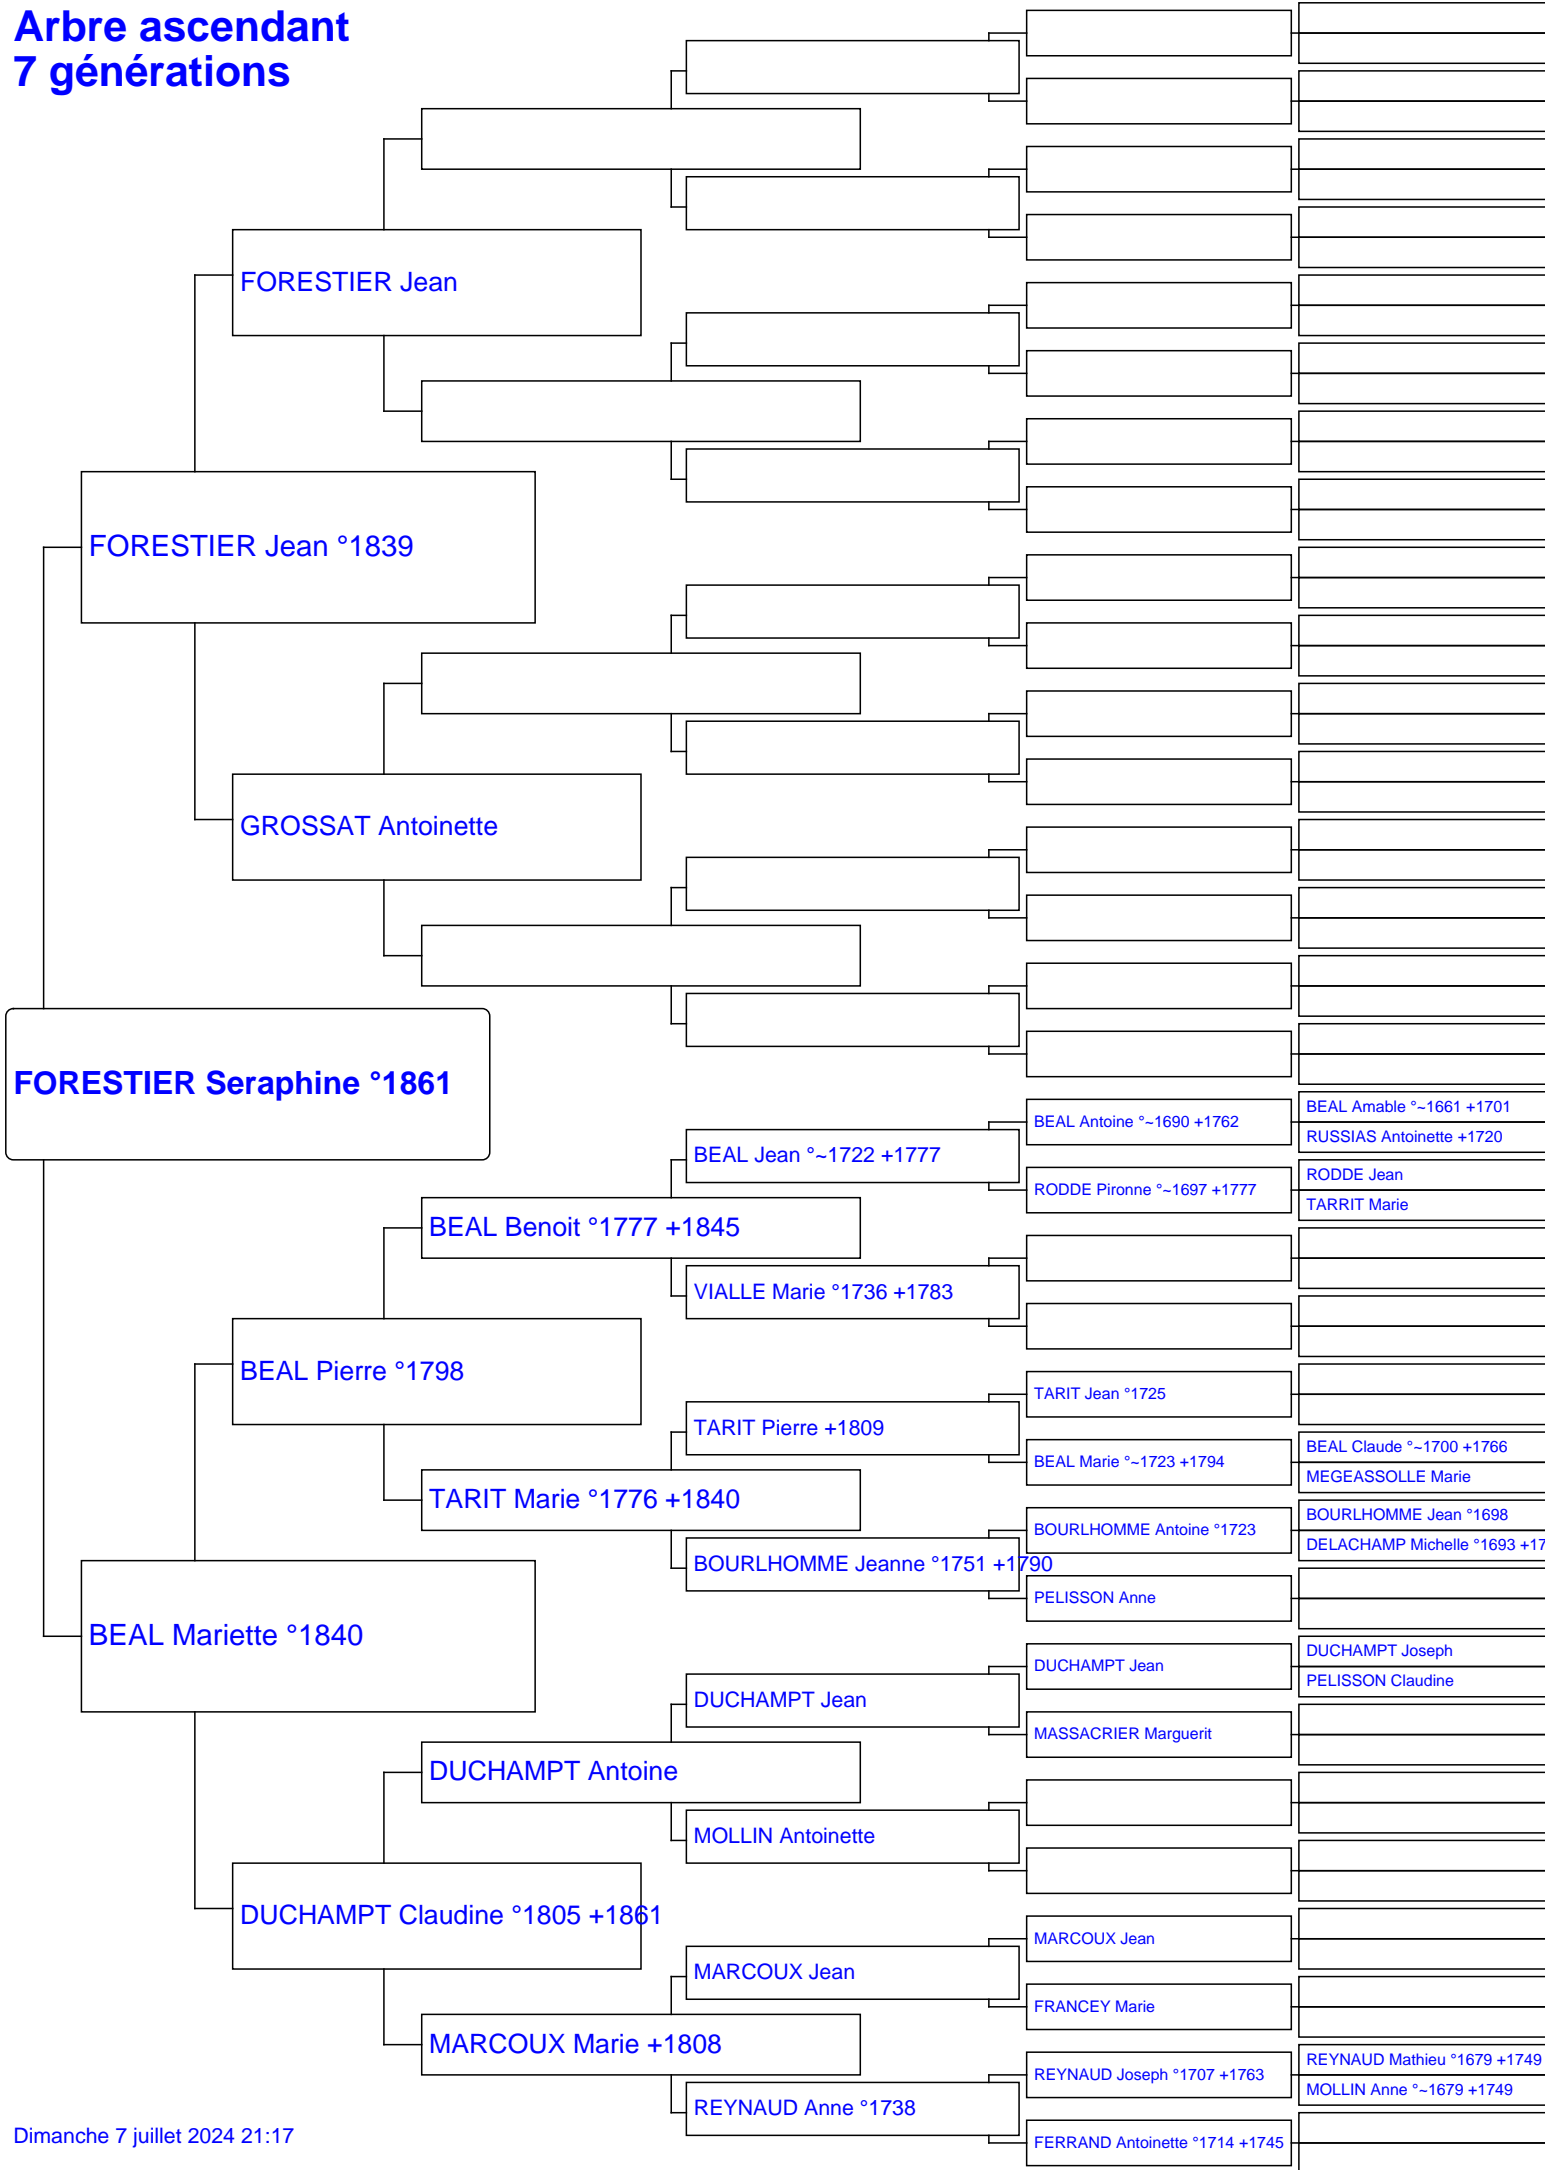 Arbre ascendant
7 générations
FORESTIER Jean
FORESTIER Jean °1839
GROSSAT Antoinette
FORESTIER Seraphine °1861
BEAL Amable °~1661 +1701
BEAL Antoine °~1690 +1762
RUSSIAS Antoinette +1720
BEAL Jean °~1722 +1777
RODDE Jean
RODDE Pironne °~1697 +1777
TARRIT Marie
BEAL Benoit °1777 +1845
VIALLE Marie °1736 +1783
BEAL Pierre °1798
TARIT Jean °1725
TARIT Pierre +1809
BEAL Claude °~1700 +1766
BEAL Marie °~1723 +1794
MEGEASSOLLE Marie
TARIT Marie °1776 +1840
BOURLHOMME Jean °1698
BOURLHOMME Antoine °1723
DELACHAMP Michelle °1693 +17
BOURLHOMME Jeanne °1751 +1790
PELISSON Anne
BEAL Mariette °1840
DUCHAMPT Joseph
DUCHAMPT Jean
PELISSON Claudine
DUCHAMPT Jean
MASSACRIER Marguerit
DUCHAMPT Antoine
MOLLIN Antoinette
DUCHAMPT Claudine °1805 +1861
MARCOUX Jean
MARCOUX Jean
FRANCEY Marie
MARCOUX Marie +1808
REYNAUD Mathieu °1679 +1749
REYNAUD Joseph °1707 +1763
MOLLIN Anne °~1679 +1749
REYNAUD Anne °1738
FERRAND Antoinette °1714 +1745
Dimanche 7 juillet 2024 21:17